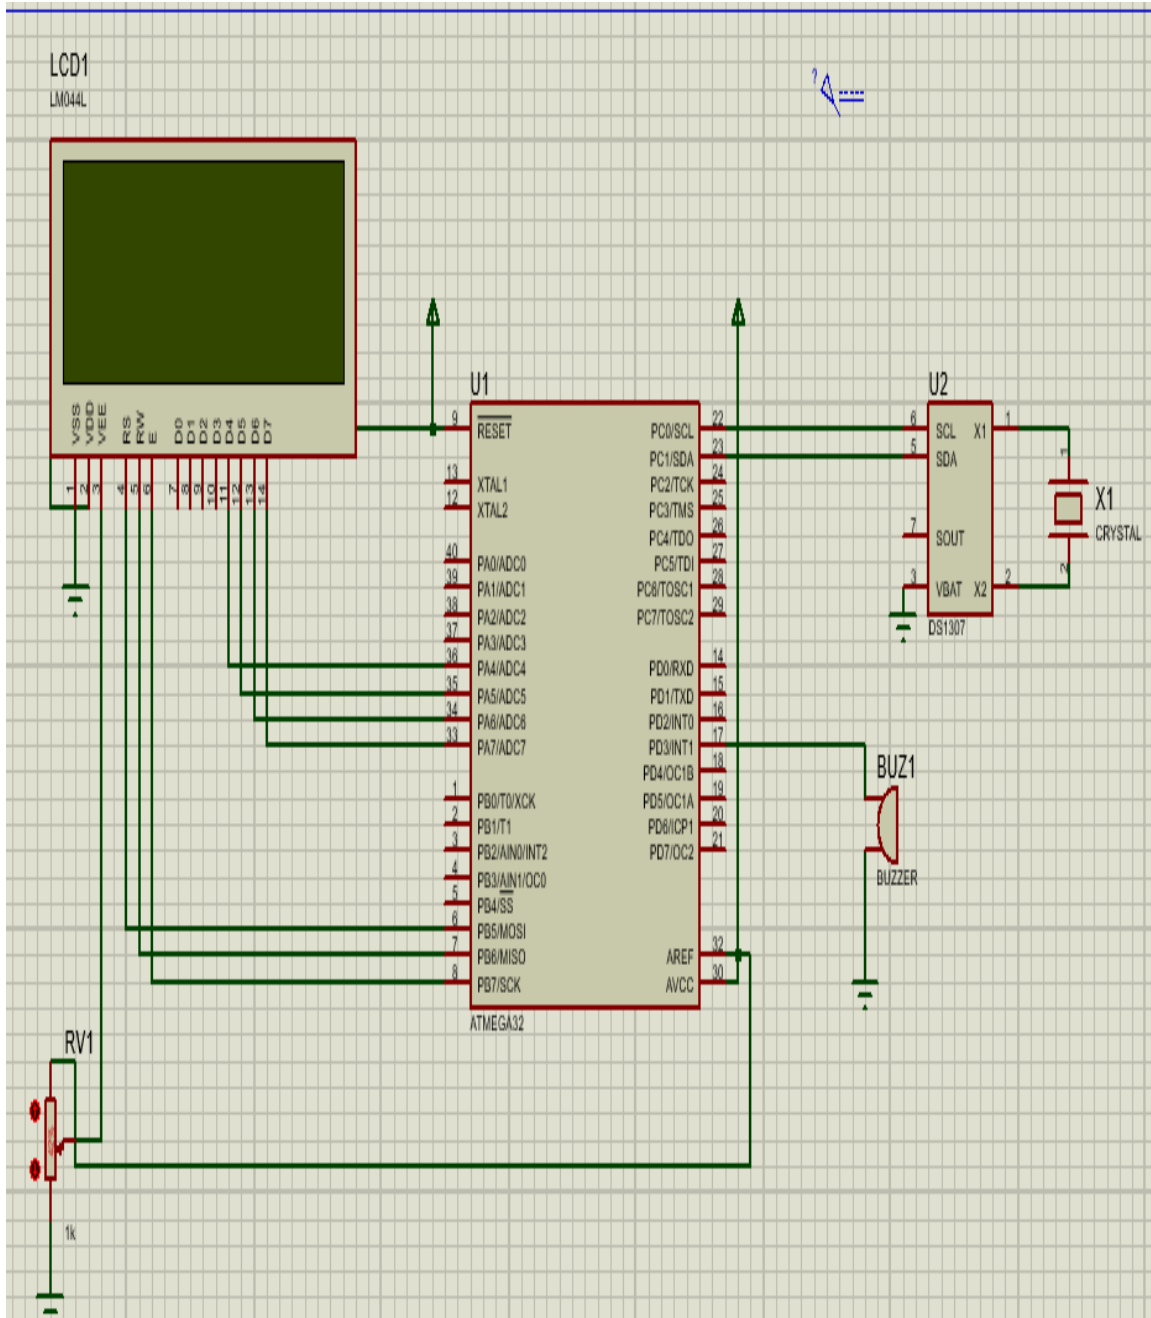 LCD1
LM044L
?
VSS
VDD
VEE
RS
RW
E
D0
D1
D2
D3
D4
D5
D6
D7
1
2
3
4
5
6
7
8
9
10
11
12
13
14
U1
9
RESET
13
XTAL1
12
XTAL2
40
PA0/ADC0
39
PA1/ADC1
38
PA2/ADC2
37
PA3/ADC3
36
PA4/ADC4
35
PA5/ADC5
34
PA6/ADC6
33
PA7/ADC7
1
PB0/T0/XCK
2
PB1/T1
3
PB2/AIN0/INT2
4
PB3/AIN1/OC0
5
PB4/SS
6
PB5/MOSI
7
PB6/MISO
8
PB7/SCK
22
PC0/SCL
23
PC1/SDA
24
PC2/TCK
25
PC3/TMS
26
PC4/TDO
27
PC5/TDI
28
PC6/TOSC1
29
PC7/TOSC2
14
PD0/RXD
15
PD1/TXD
16
PD2/INT0
17
PD3/INT1
18
PD4/OC1B
19
PD5/OC1A
20
PD6/ICP1
21
PD7/OC2
32
AREF
30
AVCC
ATMEGA32
U2
6
SCL
5
SDA
7
SOUT
3
VBAT
X1
1
X2
2
DS1307
1
X1
CRYSTAL
2
BUZ1
BUZZER
RV1
1k